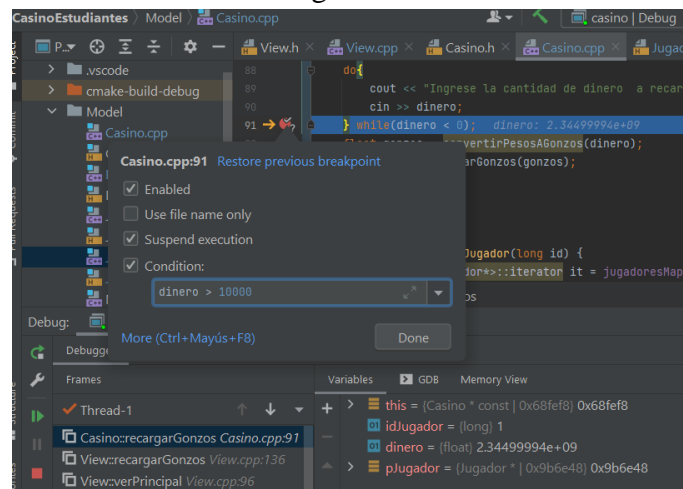 CasinoEstudiantes Model Casino.cpp casino | Debug
P... View.h View.cpp Casino.h Casino.cpp Jugad
.vscode
cmake-build-debug
Model
Casino.cpp
88 do{
89 cout << "Ingrese la cantidad de dinero a recar
90 cin >> dinero;
91 } while(dinero < 0); dinero: 2.34499994e+09
vertirPesosAGonzos(dinero);
arGonzos(gonzos);
Casino.cpp:91 Restore previous breakpoint
Enabled
Use file name only
Suspend execution
Condition:
dinero > 10000
More (Ctrl+Mayús+F8) Done
Jugador(long id) {
dor*>::iterator it = jugadoresMap
os
Debug:
Debugge
Frames Variables GDB Memory View
Thread-1
Casino::recargarGonzos Casino.cpp:91
View::recargarGonzos View.cpp:136
View::verPrincipal View.cpp:96
this = {Casino * const | 0x68fef8} 0x68fef8
idJugador = {long} 1
dinero = {float} 2.34499994e+09
pJugador = {Jugador * | 0x9b6e48} 0x9b6e48